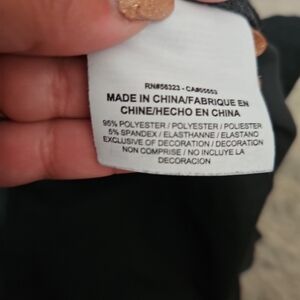 RN#56323 - CA#05553
MADE IN CHINA/FABRIQUE EN
CHINE/HECHO EN CHINA
95% POLYESTER / POLYESTER / POLIESTER
5% SPANDEX / ELASTHANNE / ELASTANO
EXCLUSIVE OF DECORATION / DECORATION
NON COMPRISE / NO INCLUYE LA
DECORACION